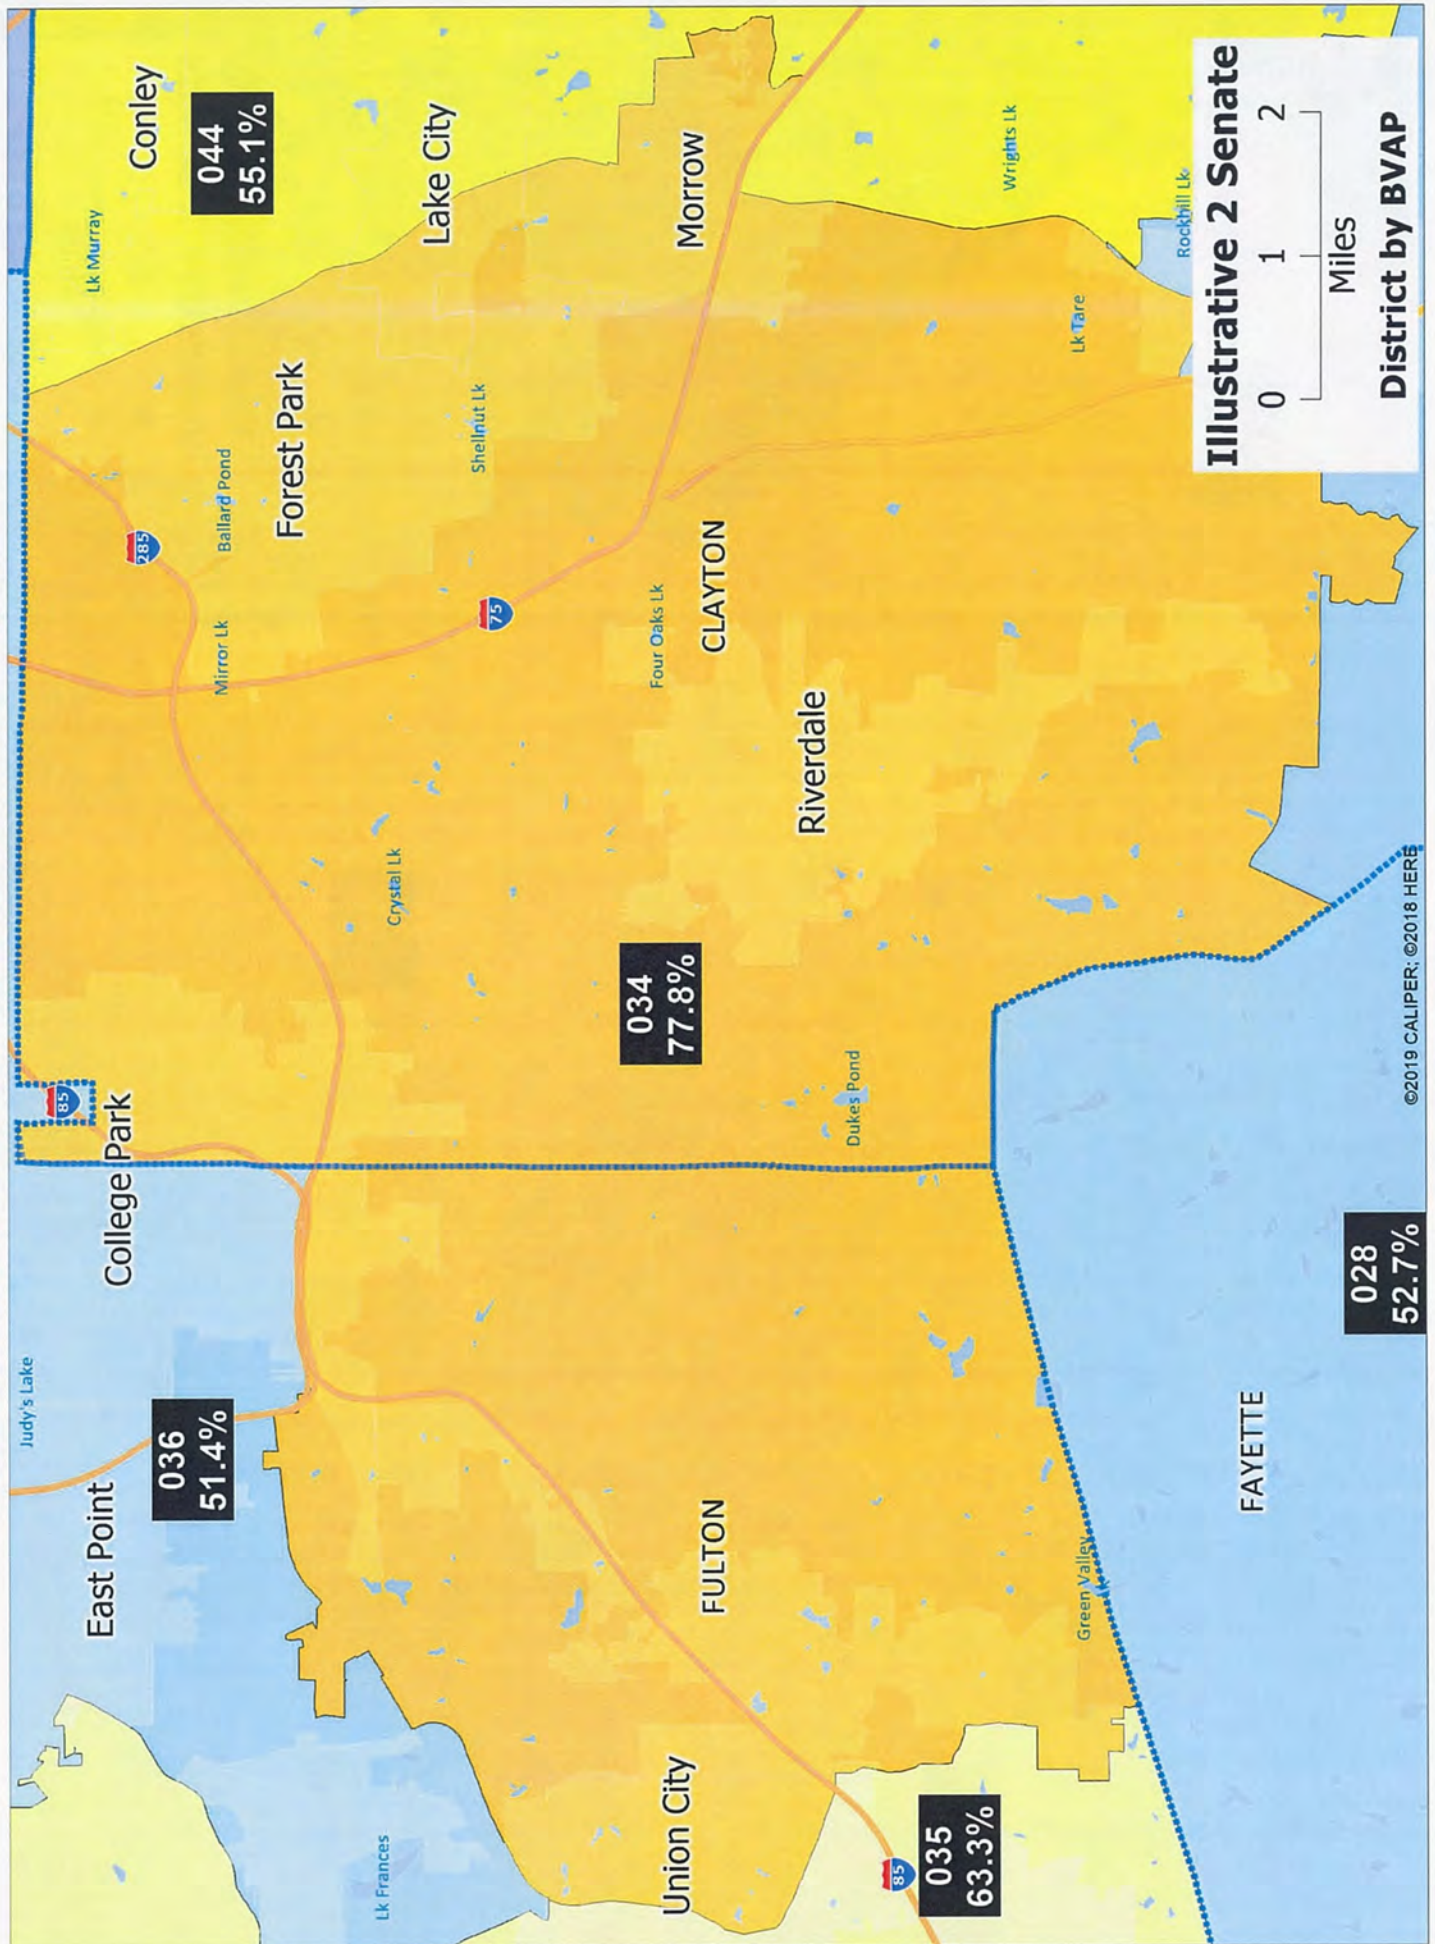 Judy's Lake
85
Lk Murray
East Point
College Park
285
Conley
036
51.4%
044
55.1%
Mirror Lk
Ballard Pond
Forest Park
Lk Frances
Crystal Lk
Lake City
Shellnut Lk
75
034
77.8%
Four Oaks Lk
Union City
Morrow
FULTON
CLAYTON
Riverdale
Dukes Pond
85
035
63.3%
Wrights Lk
Lk Tare
Green Valley
Rockhill Lk
FAYETTE
028
52.7%
Illustrative 2 Senate
0 1 2
Miles
District by BVAP
©2019 CALIPER; ©2018 HERE